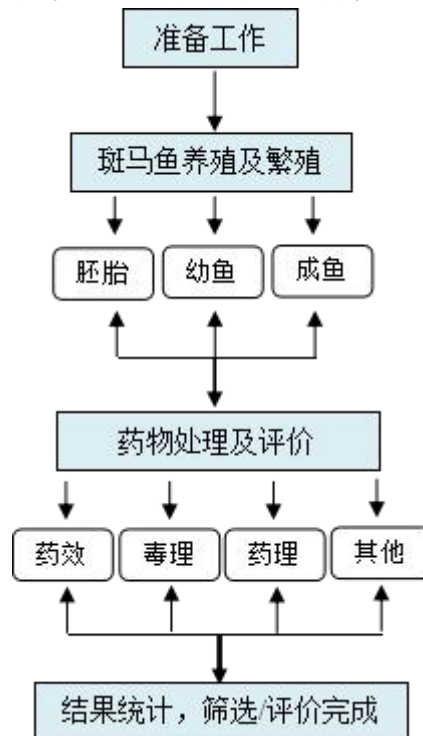 准备工作
斑马鱼养殖及繁殖
胚胎
幼鱼
成鱼
药物处理及评价
药效
毒理
药理
其他
结果统计，筛选/评价完成